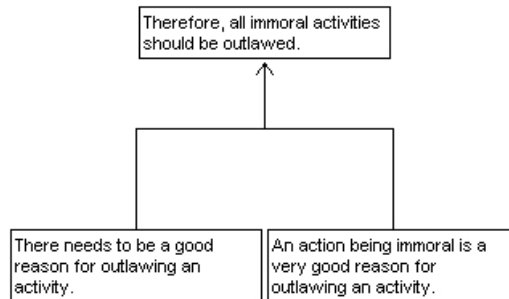 Therefore, all immoral activities
should be outlawed.
There needs to be a good
reason for outlawing an
activity.
An action being immoral is a
very good reason for
outlawing an activity.